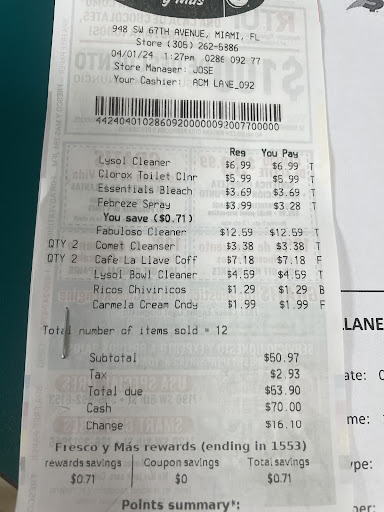 y Más
948 SW 67TH AVENUE, MIAMI, FL
Store (305) 262-5886
04/01/24 1:27pm 0286 092 77
Store Manager: JOSE
Your Cashier: ACM LANE_092
44240401028609200000092007700000
Reg You Pay
Lysol Cleaner $6.99 $6.99 T
Clorox Toilet Clnr $5.99 $5.99 T
Essentials Bleach $3.69 $3.69 T
Febreze Spray $3.99 $3.28 T
You save ($0.71)
Fabuloso Cleaner $12.59 $12.59 T
QTY 2 Comet Cleanser $3.38 $3.38 T
QTY 2 Cafe La Llave Coff $7.18 $7.18 F
Lysol Bowl Cleaner $4.59 $4.59 T
Ricos Chiviricos $1.29 $1.29 B
Carmela Cream Cndy $1.99 $1.99 F
Total number of items sold = 12
Subtotal $50.97
Tax $2.93
Total due $53.90
Cash $70.00
Change $16.10
Fresco y Más rewards (ending in 1553)
rewards savings Coupon savings Total savings
$0.71 $0 $0.71
Points summary*:
LANE
ate:
me:
ype:
ner: